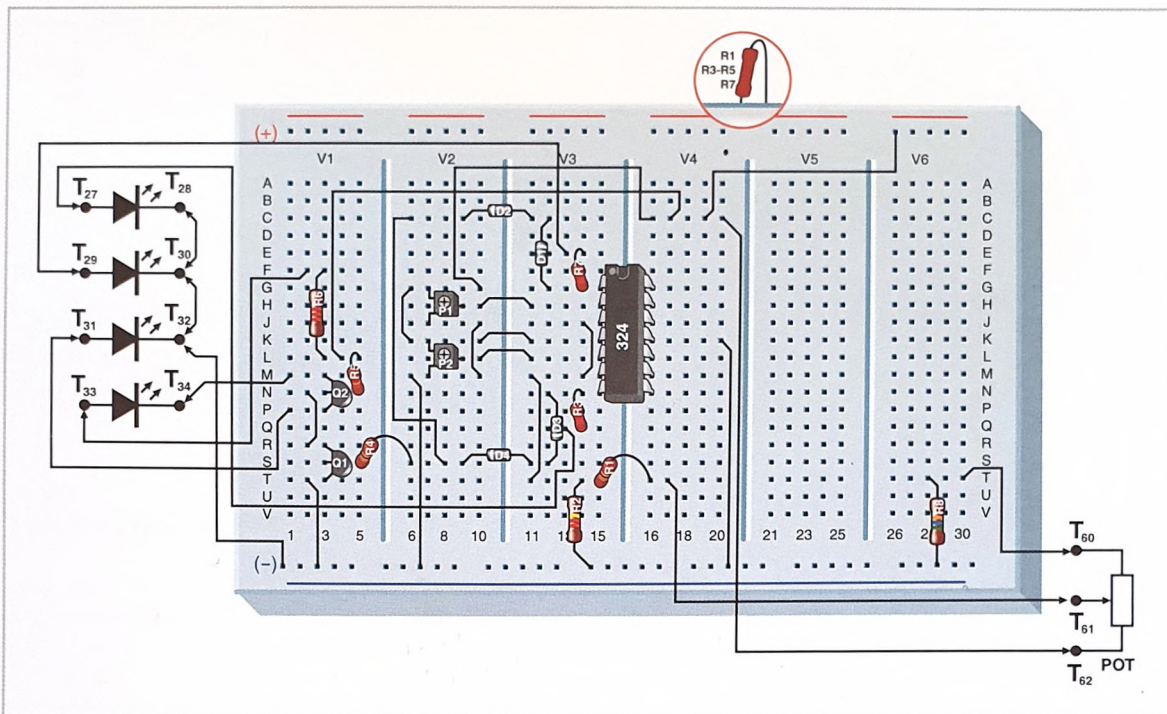 R1
R3-R5
R7
(+)
V1 V2 V3 V4 V5 V6
A A
B B
C C
D D
E E
F F
G G
H H
J J
K K
L L
M M
N N
P P
Q Q
R R
S S
T T
U U
V V
T27 T28
T29 T30
T31 T32
T33 T34
D2
D1
R6
P1
P2
324
Q2
R5
R3
D3
Q1
R4
D4
R1
R2
R8
1 3 5 6 8 10 11 15 16 18 20 21 23 25 26 30
(-)
T60
T61
T62
POT